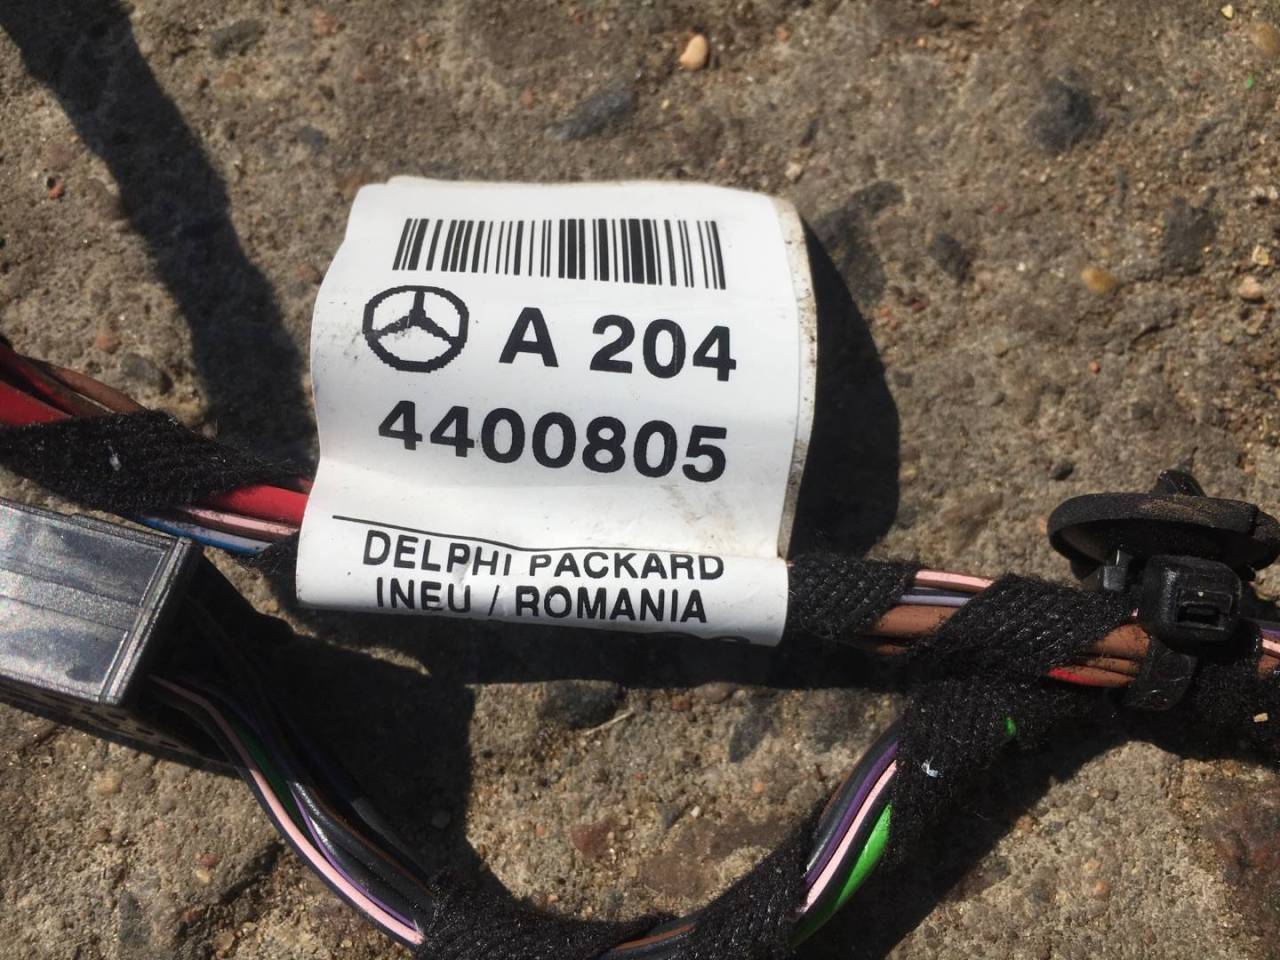 A 204
4400805
DELPHI PACKARD
INEU / ROMANIA